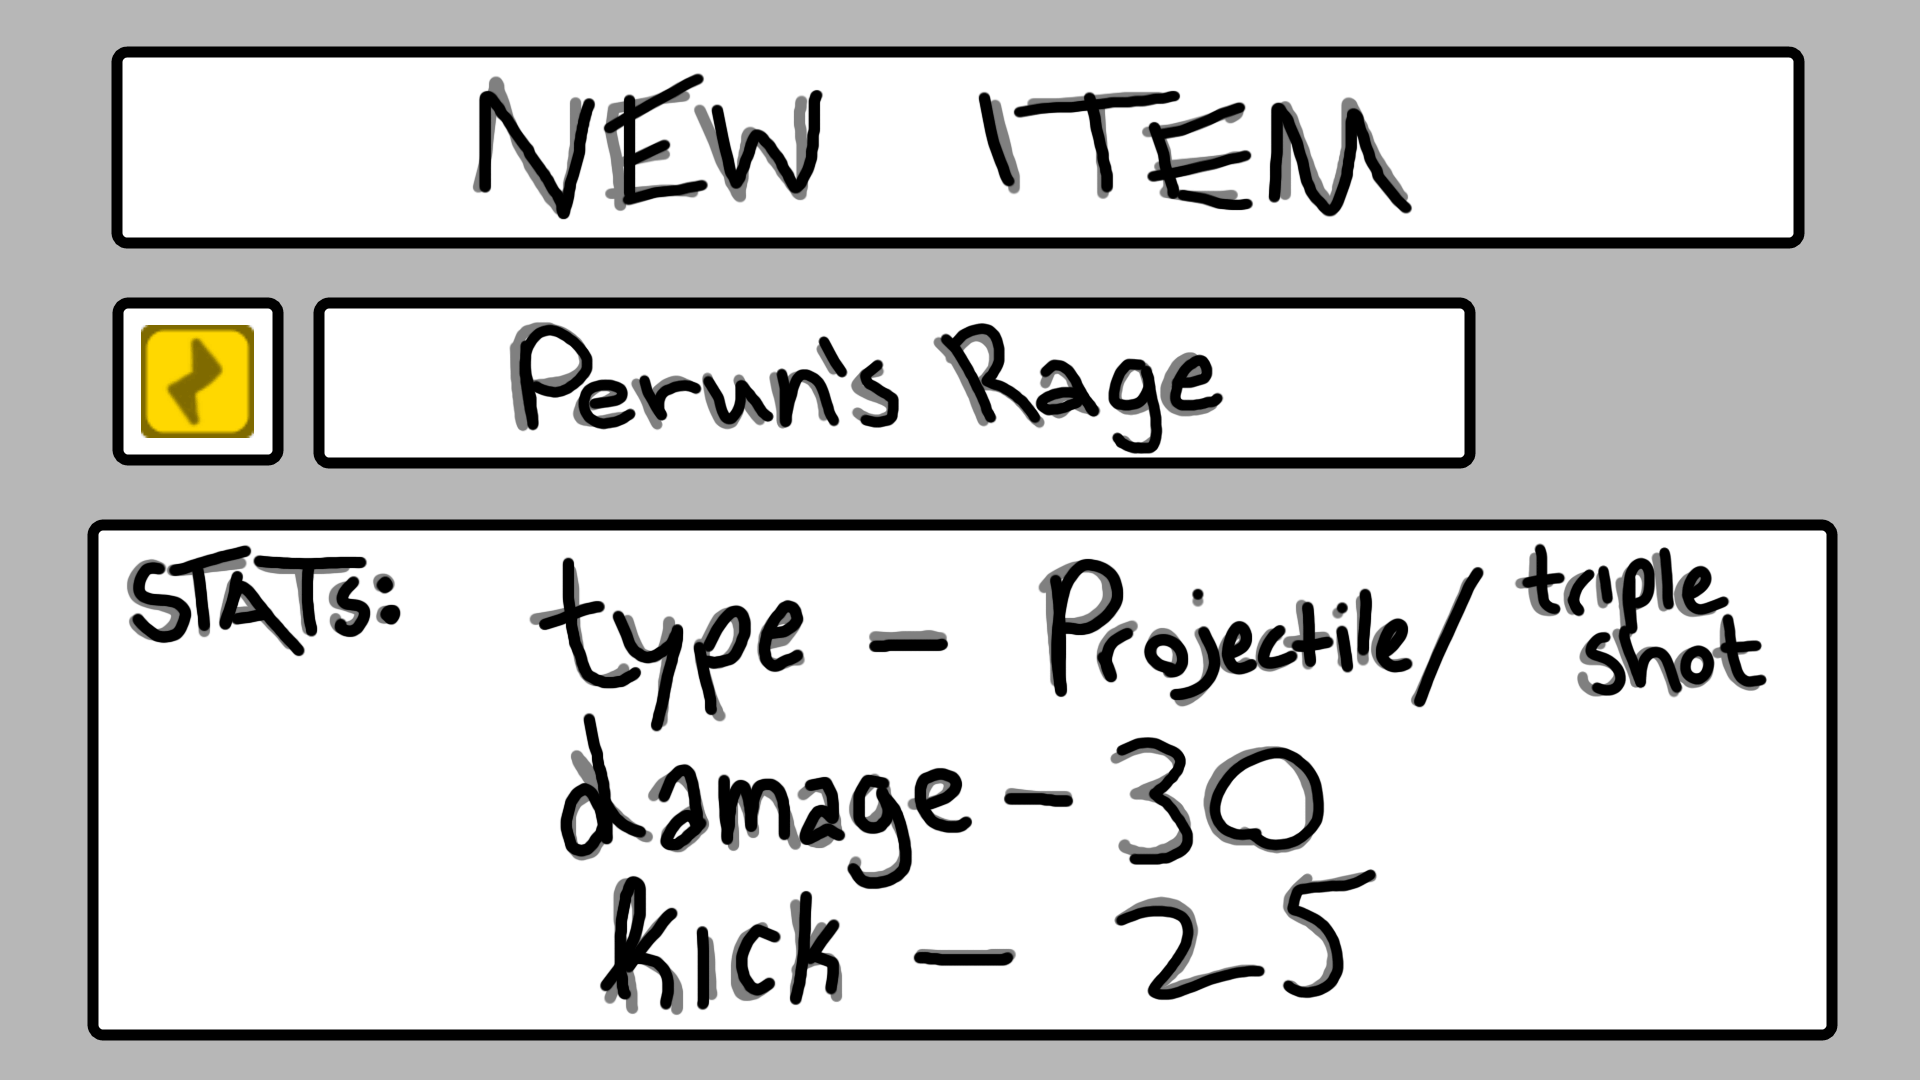 NEW ITEM
Perun's Rage
STATS: type - Projectile/triple shot
damage - 30
kick - 25